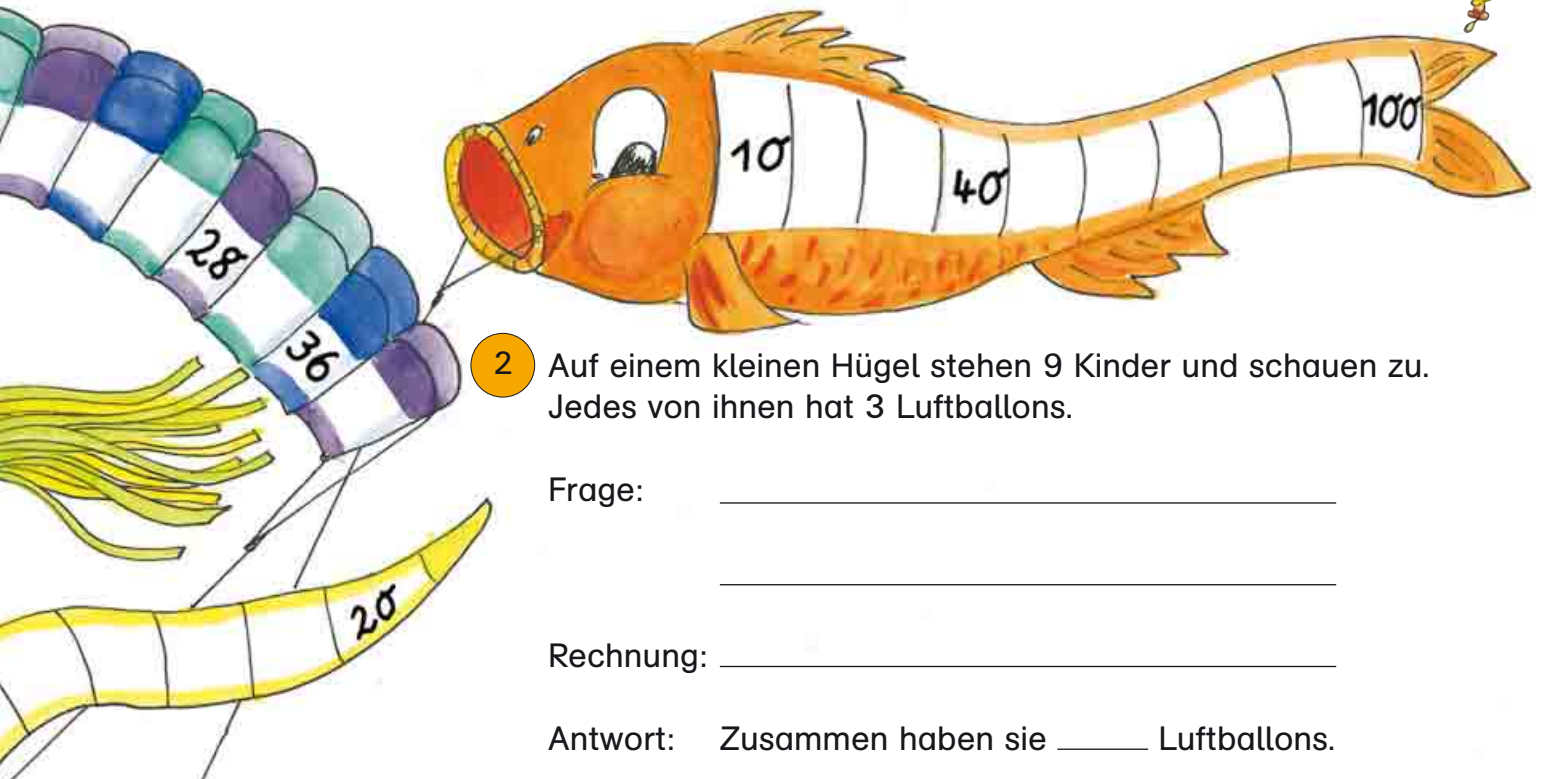 10
40
100
28
36
2 Auf einem kleinen Hügel stehen 9 Kinder und schauen zu.
Jedes von ihnen hat 3 Luftballons.
Frage:
Rechnung:
Antwort: Zusammen haben sie ______ Luftballons.
20